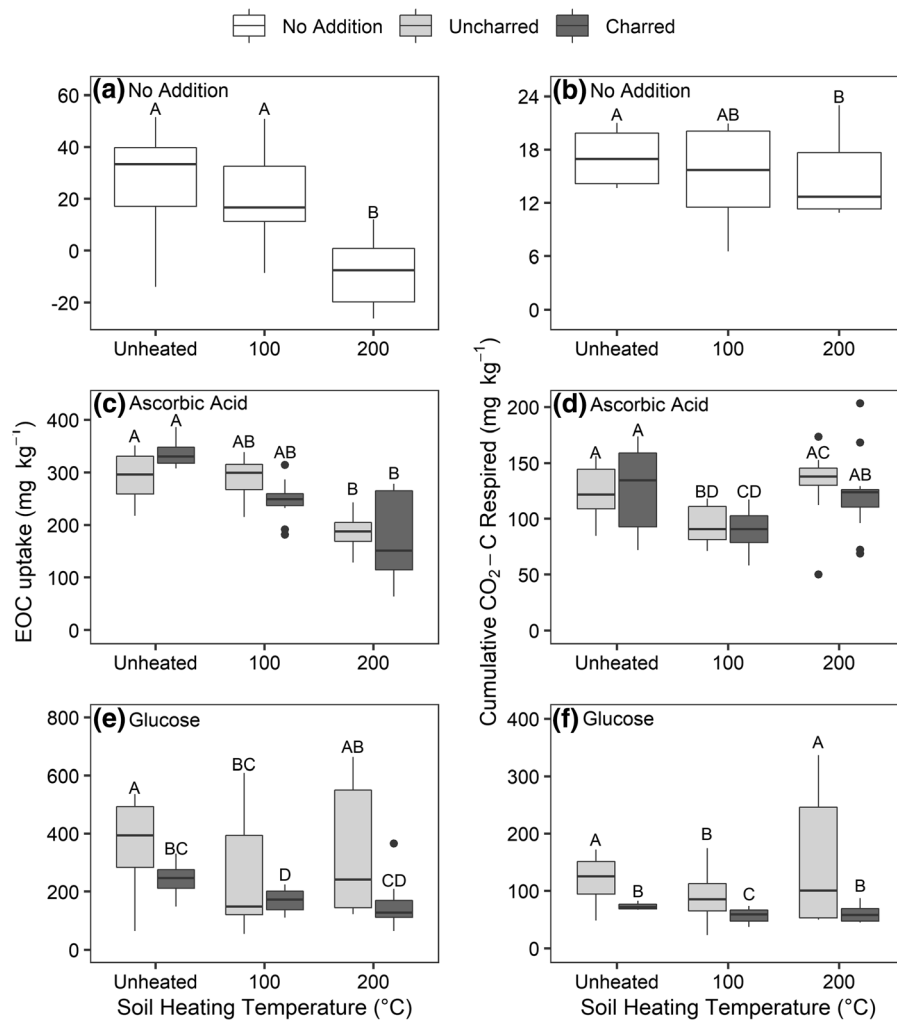 No Addition Uncharred Charred
(a) No Addition
A A B
60
40
20
0
-20
Unheated 100 200
(b) No Addition
A AB B
24
18
12
6
0
Unheated 100 200
EOC uptake (mg kg⁻¹)
(c) Ascorbic Acid
A A AB AB B B
400
300
200
100
0
Unheated 100 200
Cumulative CO₂−C Respired (mg kg⁻¹)
(d) Ascorbic Acid
A A BD CD AC AB
200
150
100
50
0
Unheated 100 200
(e) Glucose
A BC BC D AB CD
800
600
400
200
0
Unheated 100 200
Soil Heating Temperature (°C)
(f) Glucose
A B B C A B
400
300
200
100
0
Unheated 100 200
Soil Heating Temperature (°C)